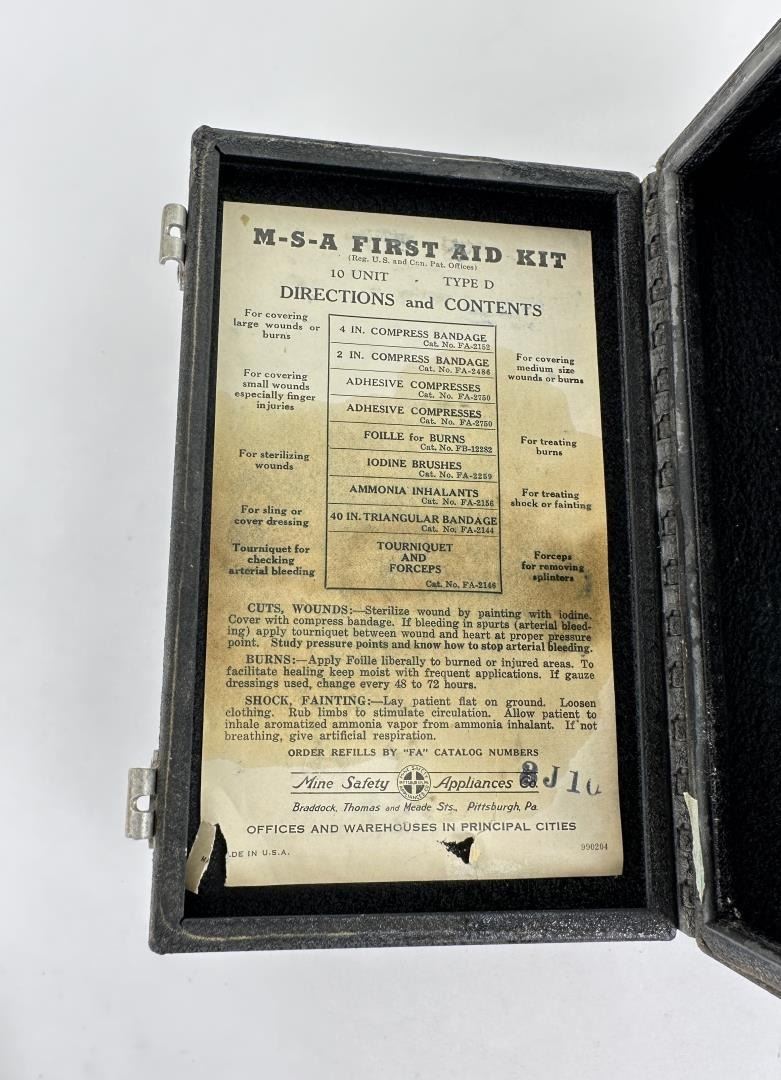 M-S-A FIRST AID KIT
(Reg. U.S. and Can. Pat. Offices)
10 UNIT TYPE D
DIRECTIONS and CONTENTS
For covering
large wounds or
burns
For covering
small wounds
especially finger
injuries
For sterilizing
wounds
For sling or
cover dressing
Tourniquet for
checking
arterial bleeding
4 IN. COMPRESS BANDAGE
Cat. No. FA-2152
2 IN. COMPRESS BANDAGE
Cat. No. FA-2486
ADHESIVE COMPRESSES
Cat. No. FA-2750
ADHESIVE COMPRESSES
Cat. No. FA-2750
FOILLE for BURNS
Cat. No. FB-12282
IODINE BRUSHES
Cat. No. FA-2259
AMMONIA INHALANTS
Cat. No. FA-2156
40 IN. TRIANGULAR BANDAGE
Cat. No. FA-2144
TOURNIQUET
AND
FORCEPS
Cat. No. FA-2146
For covering
medium size
wounds or burns
For treating
burns
For treating
shock or fainting
Forceps
for removing
splinters
CUTS, WOUNDS:—Sterilize wound by painting with iodine.
Cover with compress bandage. If bleeding in spurts (arterial bleed-
ing) apply tourniquet between wound and heart at proper pressure
point. Study pressure points and know how to stop arterial bleeding.
BURNS:—Apply Foille liberally to burned or injured areas. To
facilitate healing keep moist with frequent applications. If gauze
dressings used, change every 48 to 72 hours.
SHOCK, FAINTING:—Lay patient flat on ground. Loosen
clothing. Rub limbs to stimulate circulation. Allow patient to
inhale aromatized ammonia vapor from ammonia inhalant. If not
breathing, give artificial respiration.
ORDER REFILLS BY "FA" CATALOG NUMBERS
Mine Safety Appliances Co.
Braddock, Thomas and Meade Sts., Pittsburgh, Pa.
OFFICES AND WAREHOUSES IN PRINCIPAL CITIES
DE IN U.S.A. 990204